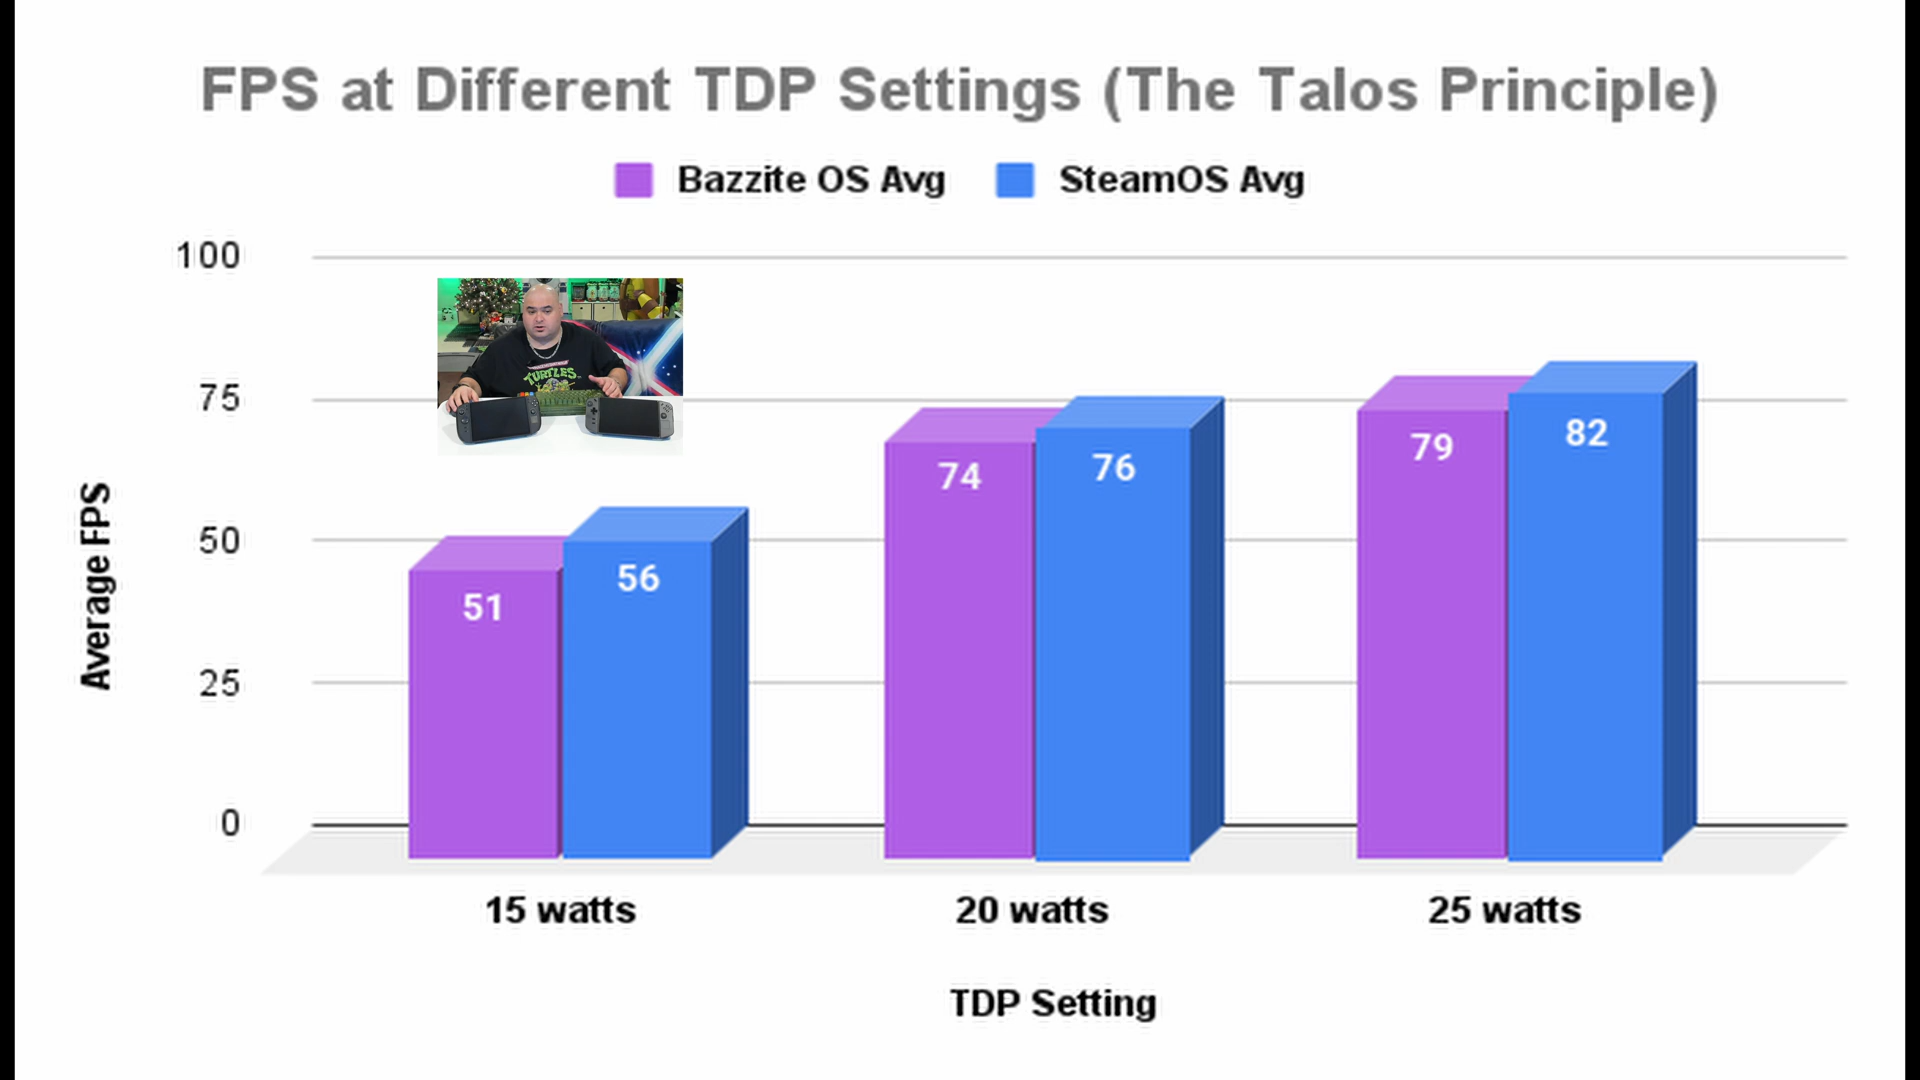 FPS at Different TDP Settings (The Talos Principle)
Bazzite OS Avg
SteamOS Avg
100
75
50
25
0
Average FPS
TURTLES
51
56
74
76
79
82
15 watts
20 watts
25 watts
TDP Setting